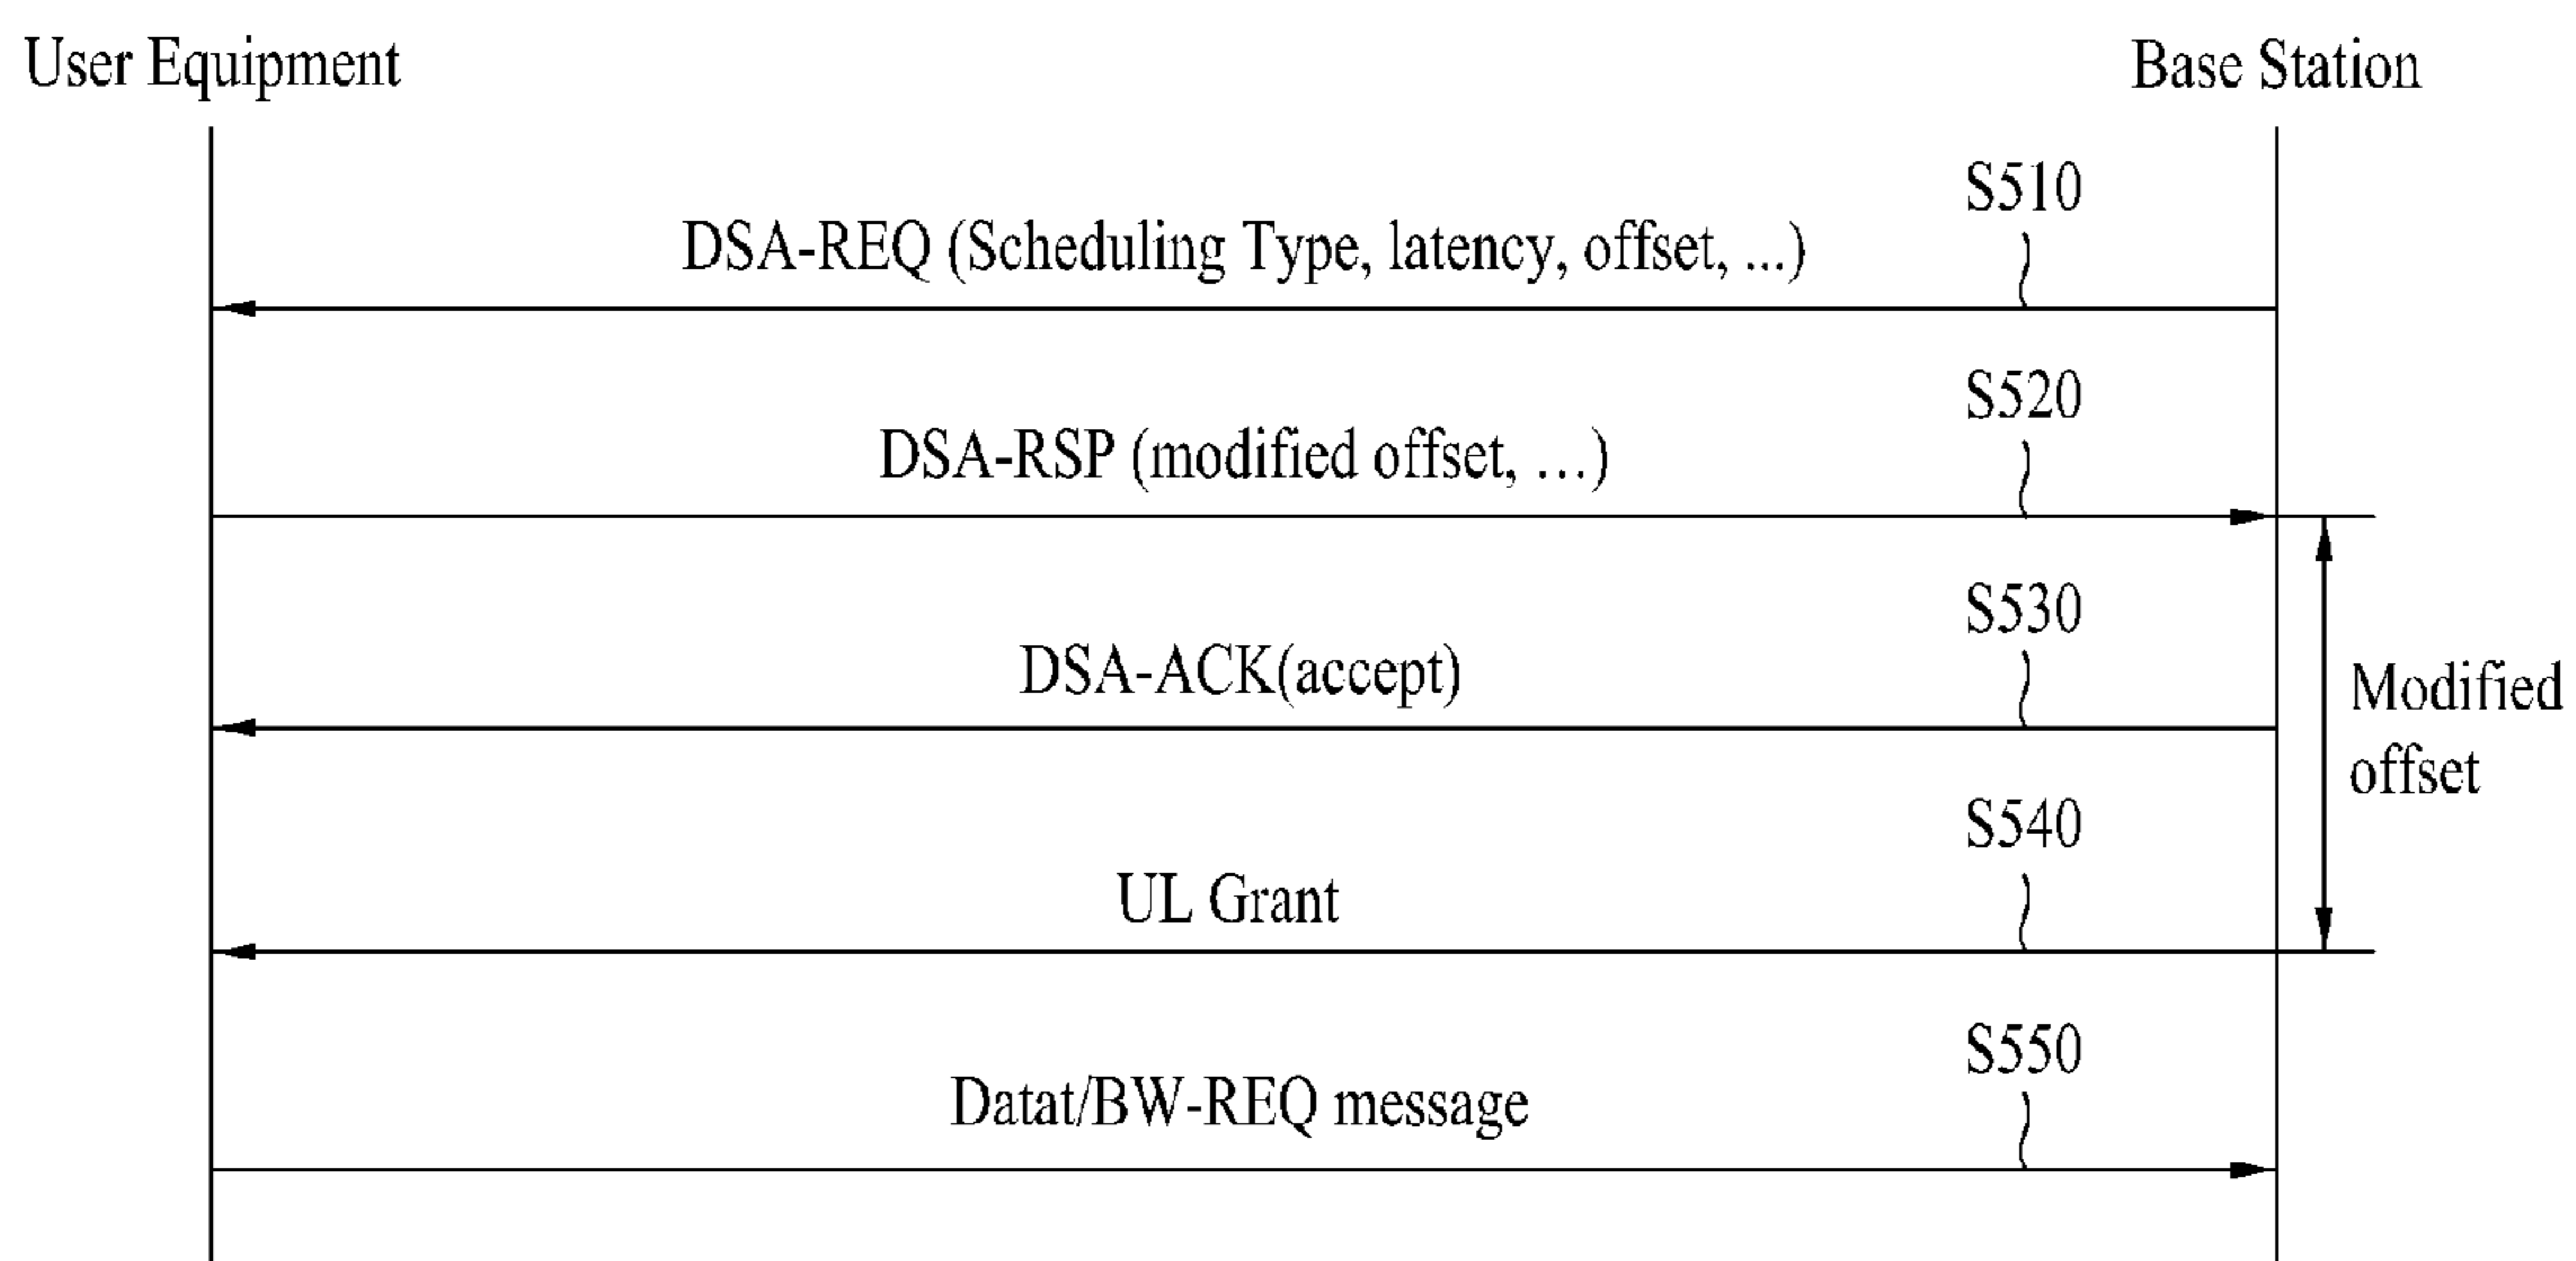 User Equipment
Base Station
S510
DSA-REQ (Scheduling Type, latency, offset, ...)
S520
DSA-RSP (modified offset, ...)
S530
DSA-ACK(accept)
Modified
offset
S540
UL Grant
S550
Datat/BW-REQ message